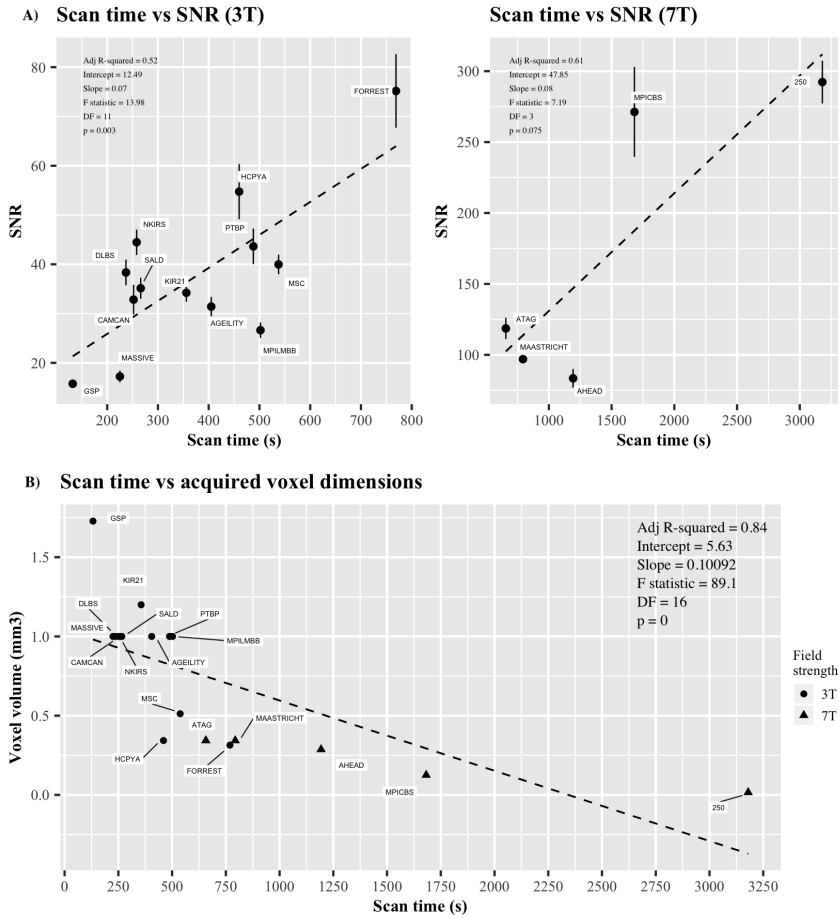 A) Scan time vs SNR (3T)
Adj R-squared = 0.52
Intercept = 12.49
Slope = 0.07
F statistic = 13.98
DF = 11
p = 0.003
80
60
40
20
SNR
FORREST
HCPYA
PTBP
NKIRS
DLBS
SALD
KIR21
MSC
CAMCAN
AGEILITY
MPILMBB
MASSIVE
GSP
200 300 400 500 600 700 800
Scan time (s)
Scan time vs SNR (7T)
Adj R-squared = 0.61
Intercept = 47.85
Slope = 0.08
F statistic = 7.19
DF = 3
p = 0.075
300
250
200
150
100
SNR
250
MPICBS
ATAG
MAASTRICHT
AHEAD
1000 1500 2000 2500 3000
Scan time (s)
B) Scan time vs acquired voxel dimensions
Adj R-squared = 0.84
Intercept = 5.63
Slope = 0.10092
F statistic = 89.1
DF = 16
p = 0
1.5
1.0
0.5
0.0
Voxel volume (mm3)
GSP
KIR21
DLBS
SALD
PTBP
MASSIVE
MPILMBB
CAMCAN
NKIRS
AGEILITY
MSC
ATAG
MAASTRICHT
HCPYA
FORREST
AHEAD
MPICBS
250
0 250 500 750 1000 1250 1500 1750 2000 2250 2500 2750 3000 3250
Scan time (s)
Field
strength
3T
7T